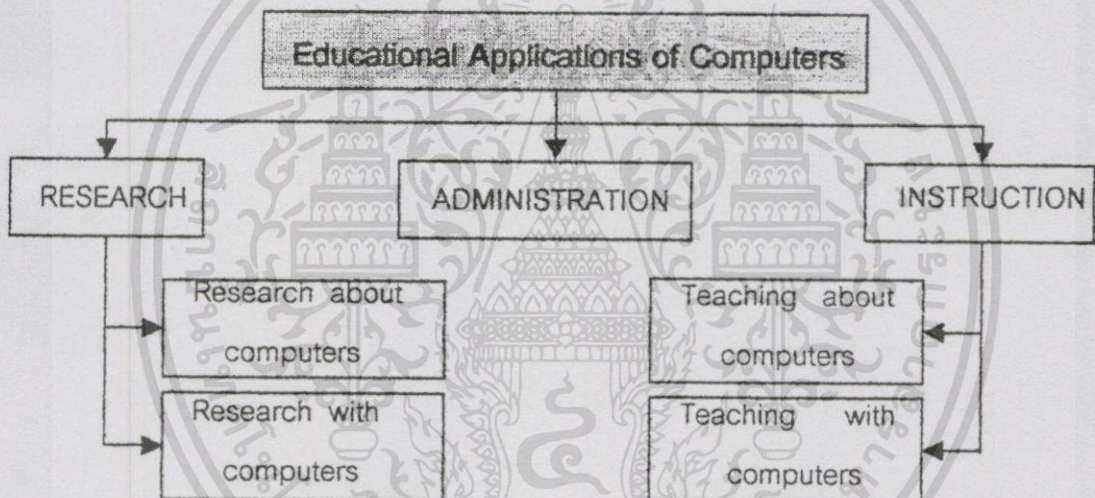 Educational Applications of Computers
RESEARCH
ADMINISTRATION
INSTRUCTION
Research about
computers
Research with
computers
Teaching about
computers
Teaching with
computers